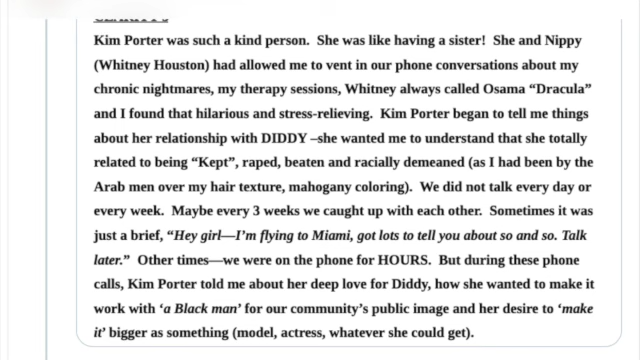 Kim Porter was such a kind person. She was like having a sister! She and Nippy
(Whitney Houston) had allowed me to vent in our phone conversations about my
chronic nightmares, my therapy sessions, Whitney always called Osama “Dracula”
and I found that hilarious and stress-relieving. Kim Porter began to tell me things
about her relationship with DIDDY –she wanted me to understand that she totally
related to being “Kept”, raped, beaten and racially demeaned (as I had been by the
Arab men over my hair texture, mahogany coloring). We did not talk every day or
every week. Maybe every 3 weeks we caught up with each other. Sometimes it was
just a brief, “Hey girl—I’m flying to Miami, got lots to tell you about so and so. Talk
later.” Other times—we were on the phone for HOURS. But during these phone
calls, Kim Porter told me about her deep love for Diddy, how she wanted to make it
work with ‘a Black man’ for our community’s public image and her desire to ‘make
it’ bigger as something (model, actress, whatever she could get).